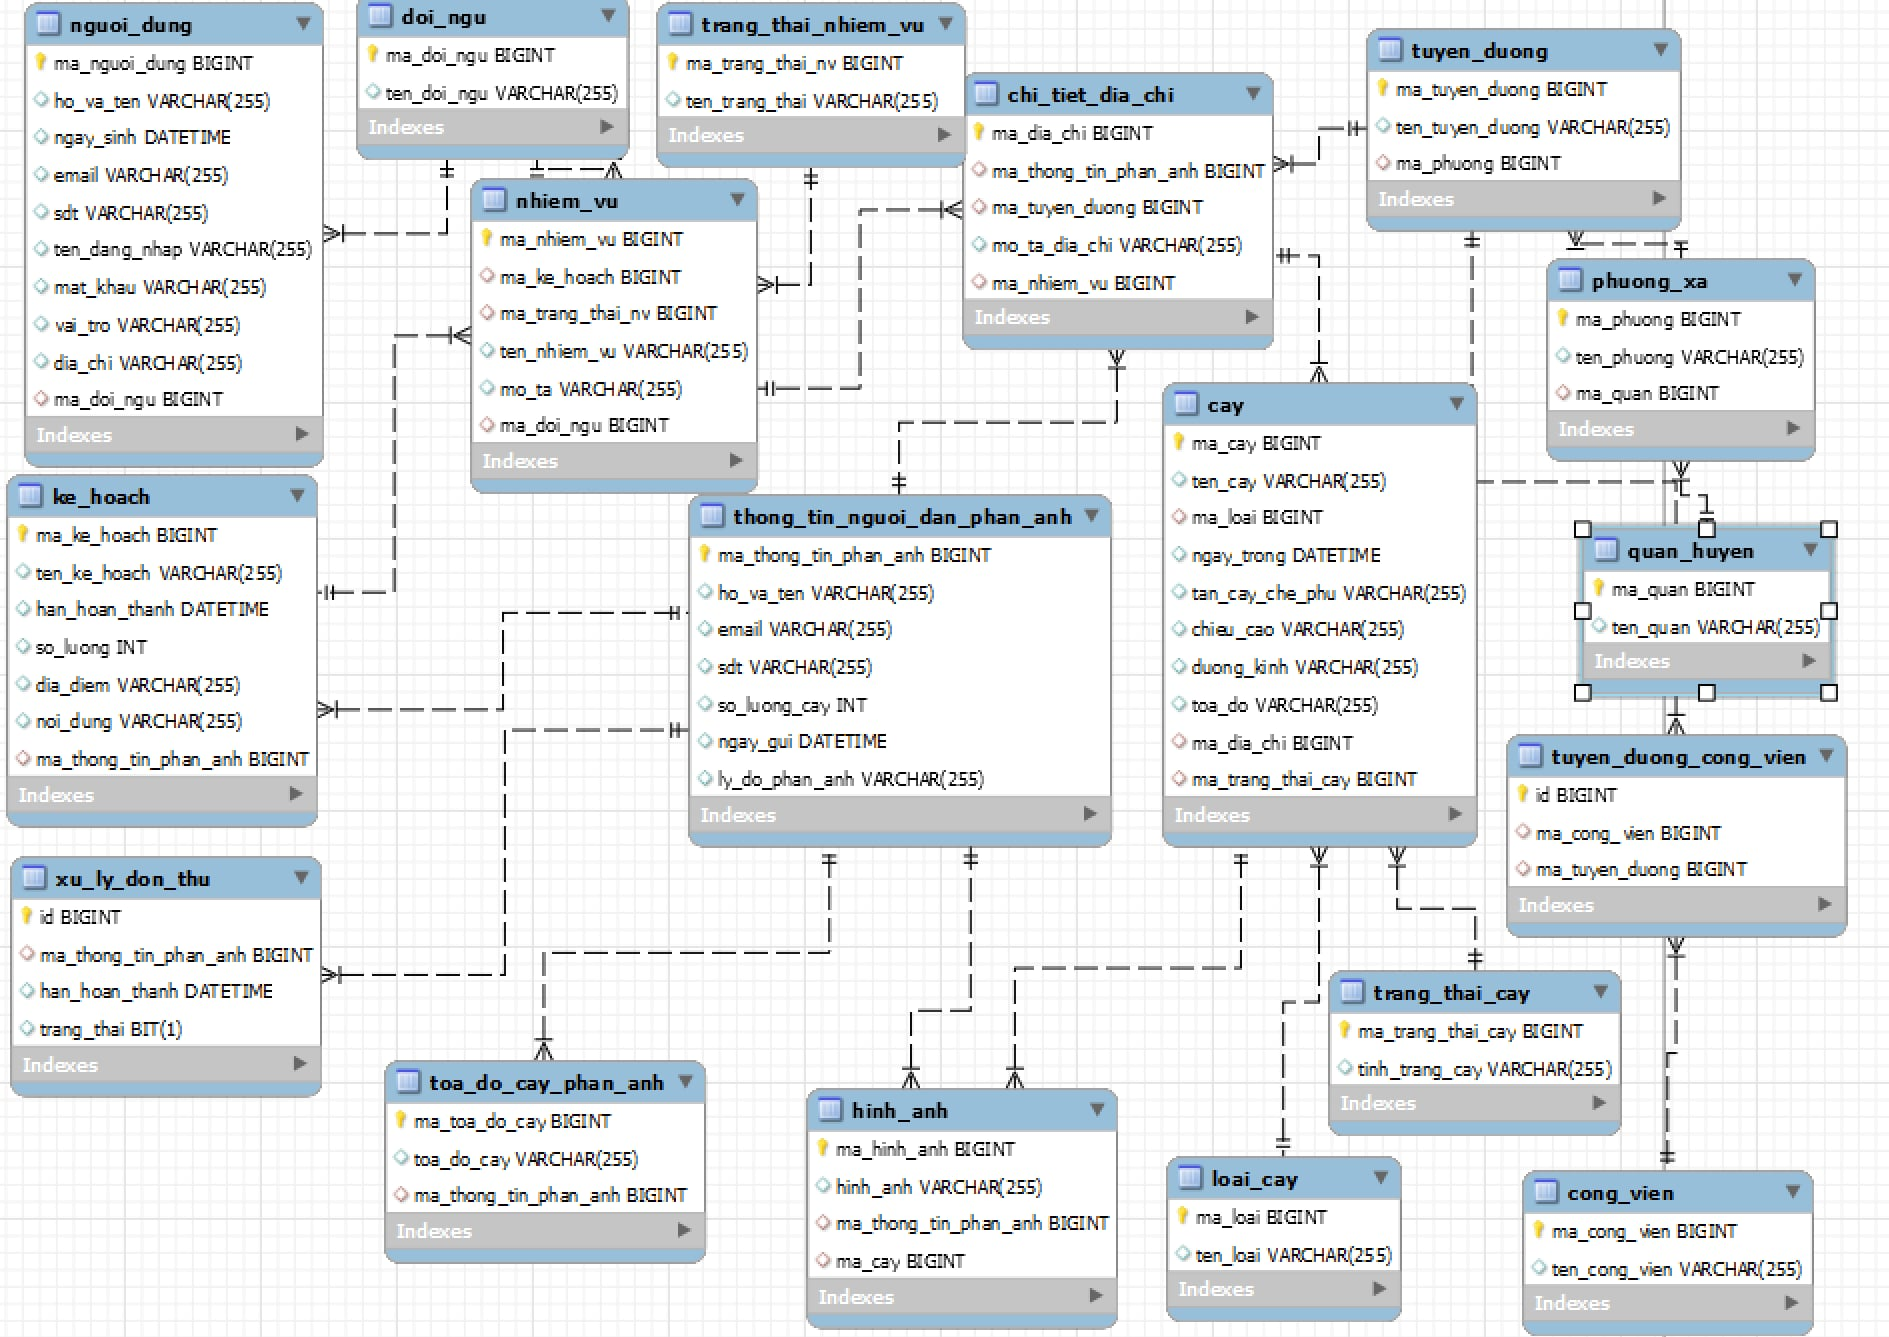 nguoi_dung
ma_nguoi_dung BIGINT
ho_va_ten VARCHAR(255)
ngay_sinh DATETIME
email VARCHAR(255)
sdt VARCHAR(255)
ten_dang_nhap VARCHAR(255)
mat_khau VARCHAR(255)
vai_tro VARCHAR(255)
dia_chi VARCHAR(255)
ma_doi_ngu BIGINT
Indexes
doi_ngu
ma_doi_ngu BIGINT
ten_doi_ngu VARCHAR(255)
Indexes
trang_thai_nhiem_vu
ma_trang_thai_nv BIGINT
ten_trang_thai VARCHAR(255)
Indexes
chi_tiet_dia_chi
ma_dia_chi BIGINT
ma_thong_tin_phan_anh BIGINT
ma_tuyen_duong BIGINT
mo_ta_dia_chi VARCHAR(255)
ma_nhiem_vu BIGINT
Indexes
tuyen_duong
ma_tuyen_duong BIGINT
ten_tuyen_duong VARCHAR(255)
ma_phuong BIGINT
Indexes
nhiem_vu
ma_nhiem_vu BIGINT
ma_ke_hoach BIGINT
ma_trang_thai_nv BIGINT
ten_nhiem_vu VARCHAR(255)
mo_ta VARCHAR(255)
ma_doi_ngu BIGINT
Indexes
phuong_xa
ma_phuong BIGINT
ten_phuong VARCHAR(255)
ma_quan BIGINT
Indexes
ke_hoach
ma_ke_hoach BIGINT
ten_ke_hoach VARCHAR(255)
han_hoan_thanh DATETIME
so_luong INT
dia_diem VARCHAR(255)
noi_dung VARCHAR(255)
ma_thong_tin_phan_anh BIGINT
Indexes
thong_tin_nguoi_dan_phan_anh
ma_thong_tin_phan_anh BIGINT
ho_va_ten VARCHAR(255)
email VARCHAR(255)
sdt VARCHAR(255)
so_luong_cay INT
ngay_gui DATETIME
ly_do_phan_anh VARCHAR(255)
Indexes
cay
ma_cay BIGINT
ten_cay VARCHAR(255)
ma_loai BIGINT
ngay_trong DATETIME
tan_cay_che_phu VARCHAR(255)
chieu_cao VARCHAR(255)
duong_kinh VARCHAR(255)
toa_do VARCHAR(255)
ma_dia_chi BIGINT
ma_trang_thai_cay BIGINT
Indexes
quan_huyen
ma_quan BIGINT
ten_quan VARCHAR(255)
Indexes
tuyen_duong_cong_vien
id BIGINT
ma_cong_vien BIGINT
ma_tuyen_duong BIGINT
Indexes
xu_ly_don_thu
id BIGINT
ma_thong_tin_phan_anh BIGINT
han_hoan_thanh DATETIME
trang_thai BIT(1)
Indexes
toa_do_cay_phan_anh
ma_toa_do_cay BIGINT
toa_do_cay VARCHAR(255)
ma_thong_tin_phan_anh BIGINT
Indexes
hinh_anh
ma_hinh_anh BIGINT
hinh_anh VARCHAR(255)
ma_thong_tin_phan_anh BIGINT
ma_cay BIGINT
Indexes
trang_thai_cay
ma_trang_thai_cay BIGINT
tinh_trang_cay VARCHAR(255)
Indexes
loai_cay
ma_loai BIGINT
ten_loai VARCHAR(255)
Indexes
cong_vien
ma_cong_vien BIGINT
ten_cong_vien VARCHAR(255)
Indexes